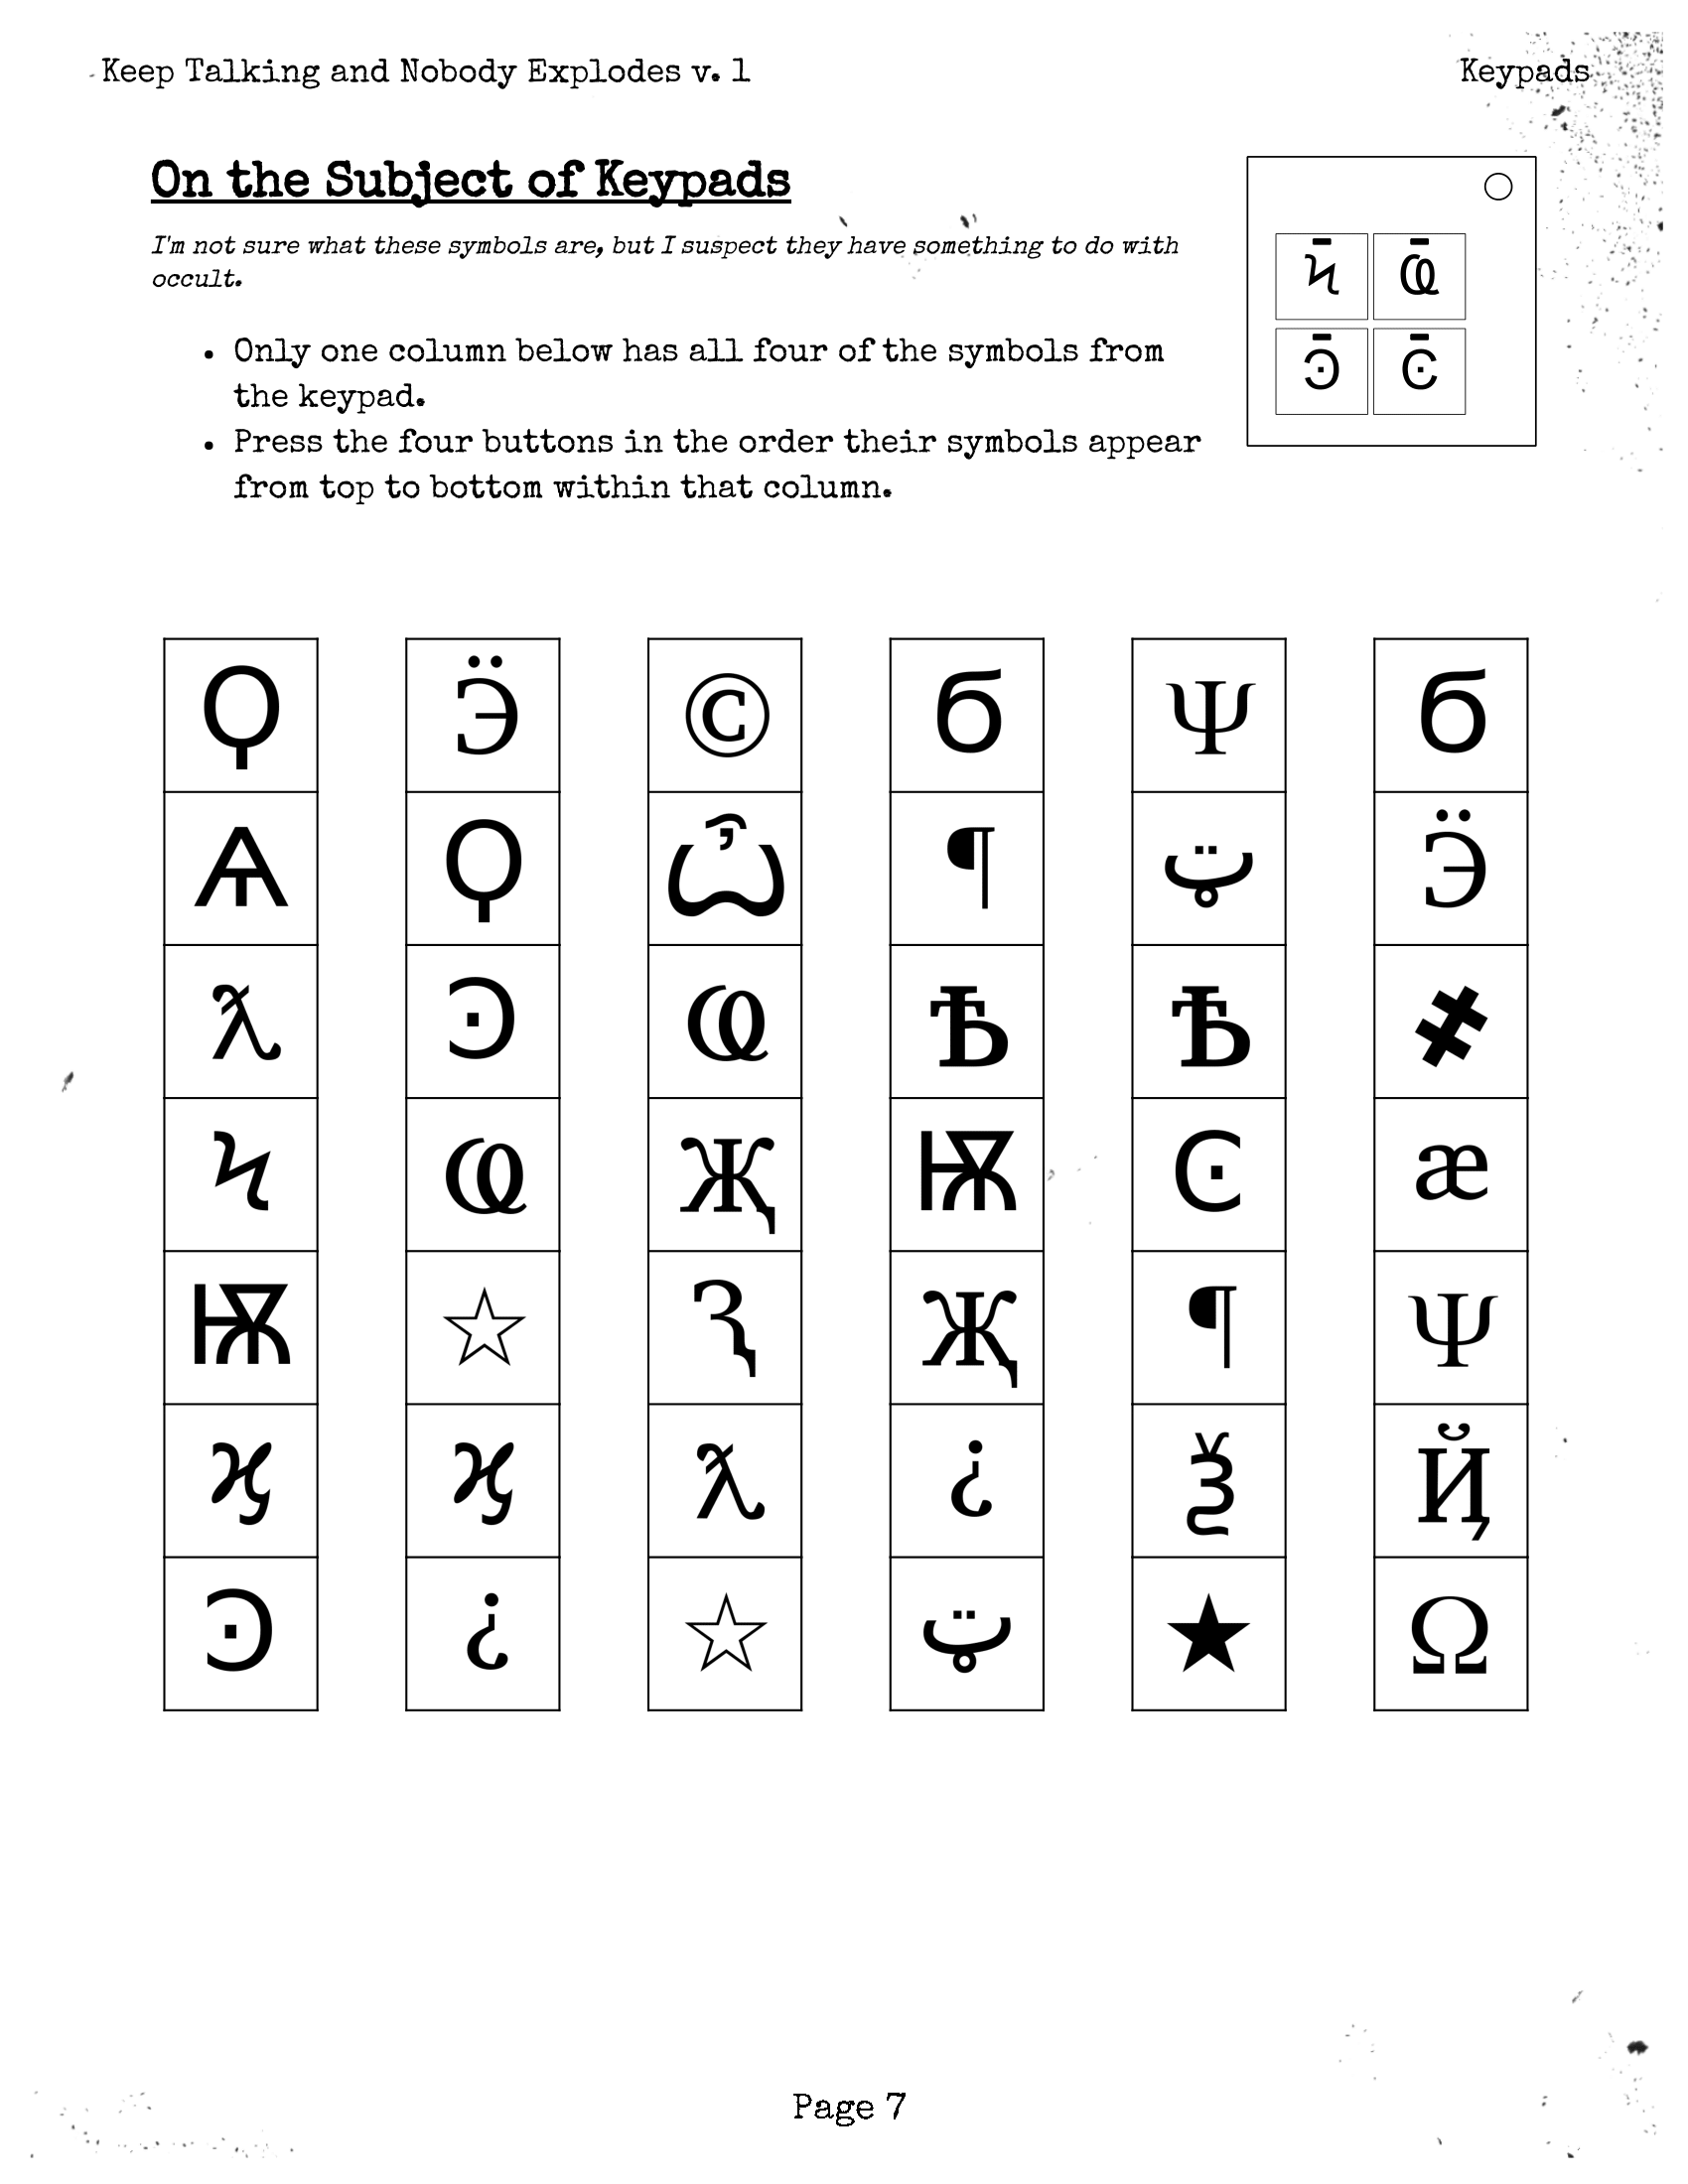 Keep Talking and Nobody Explodes v. 1
Keypads
On the Subject of Keypads
I'm not sure what these symbols are, but I suspect they have something to do with
occult.
• Only one column below has all four of the symbols from
the keypad.
• Press the four buttons in the order their symbols appear
from top to bottom within that column.
Ϟ Ҩ
Ͽ Ͼ
Ϙ Ӭ © Ϭ Ψ Ϭ
Ѧ Ϙ Ѽ ¶ ټ Ӭ
ƛ Ͽ Ҩ Ѣ Ѣ ҂
Ϟ Ҩ Җ Ѭ Ͼ æ
Ѭ ☆ Ҙ Җ ¶ Ψ
ϗ ϗ ƛ ¿ Ѯ Ҋ
Ͽ ¿ ☆ ټ ★ Ω
Page 7